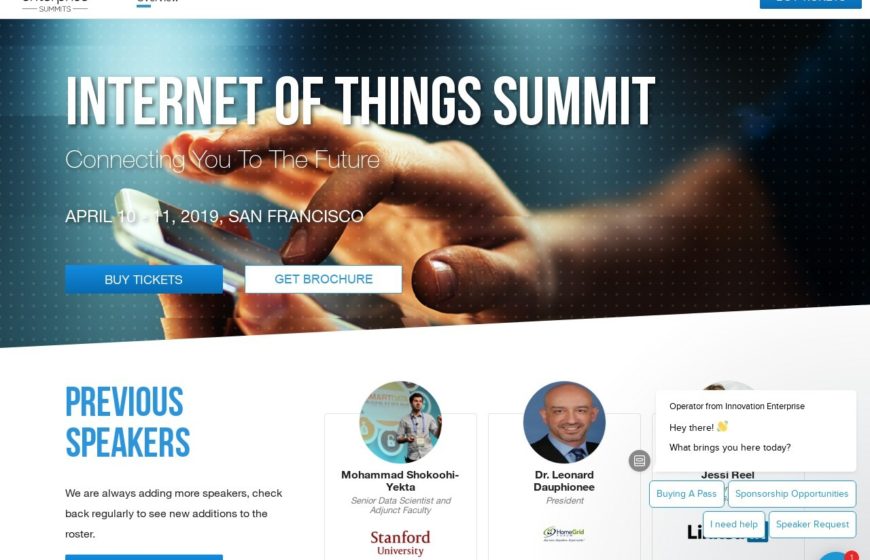 SUMMITS
INTERNET OF THINGS SUMMIT
Connecting You To The Future
APRIL 10 - 11, 2019, SAN FRANCISCO
BUY TICKETS
GET BROCHURE
PREVIOUS
SPEAKERS
We are always adding more speakers, check
back regularly to see new additions to the
roster.
Mohammad Shokoohi-
Yekta
Senior Data Scientist and
Adjunct Faculty
Stanford
University
Dr. Leonard
Dauphionee
President
HomeGrid
Jessi Reel
Operator from Innovation Enterprise
Hey there!
What brings you here today?
Buying A Pass
Sponsorship Opportunities
I need help
Speaker Request
1